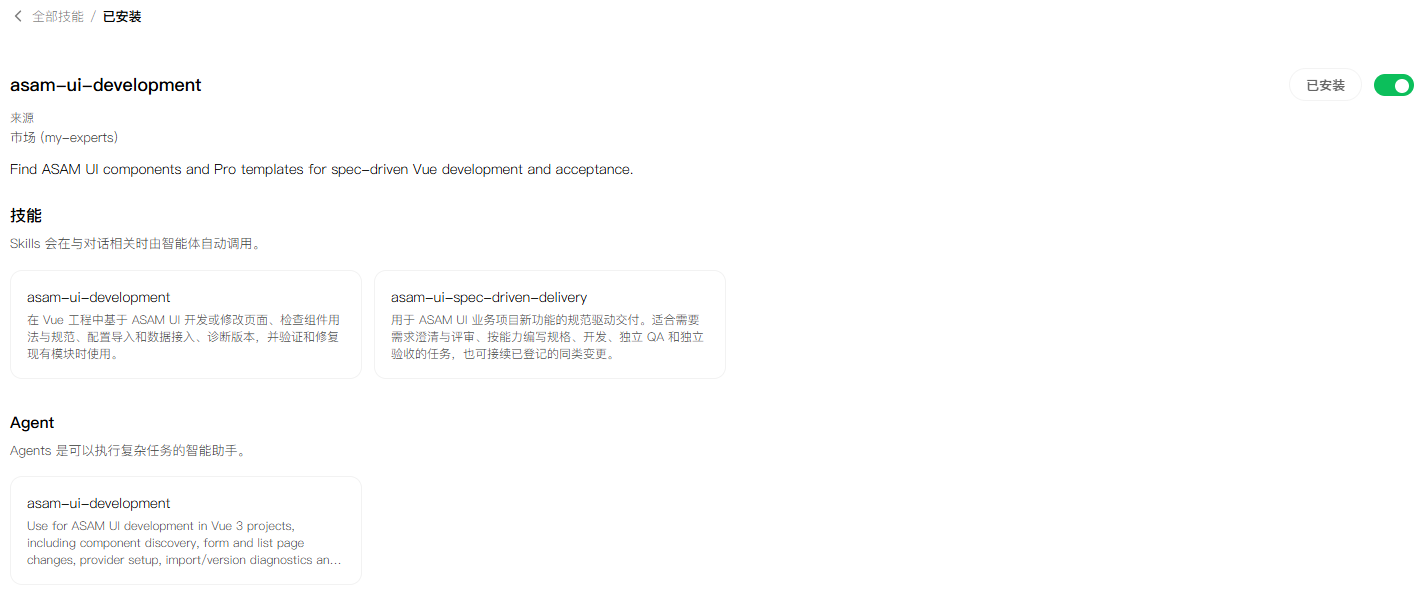 全部技能 / 已安装
asam-ui-development
已安装
来源
市场 (my-experts)
Find ASAM UI components and Pro templates for spec-driven Vue development and acceptance.
技能
Skills 会在与对话相关时由智能体自动调用。
asam-ui-development
在 Vue 工程中基于 ASAM UI 开发或修改页面、检查组件用
法与规范、配置导入和数据接入、诊断版本，并验证和修复
现有模块时使用。
asam-ui-spec-driven-delivery
用于 ASAM UI 业务项目新功能的规范驱动交付。适合需要
需求澄清与评审、按能力编写规格、开发、独立 QA 和独立
验收的任务，也可接续已登记的同类变更。
Agent
Agents 是可以执行复杂任务的智能助手。
asam-ui-development
Use for ASAM UI development in Vue 3 projects,
including component discovery, form and list page
changes, provider setup, import/version diagnostics an...